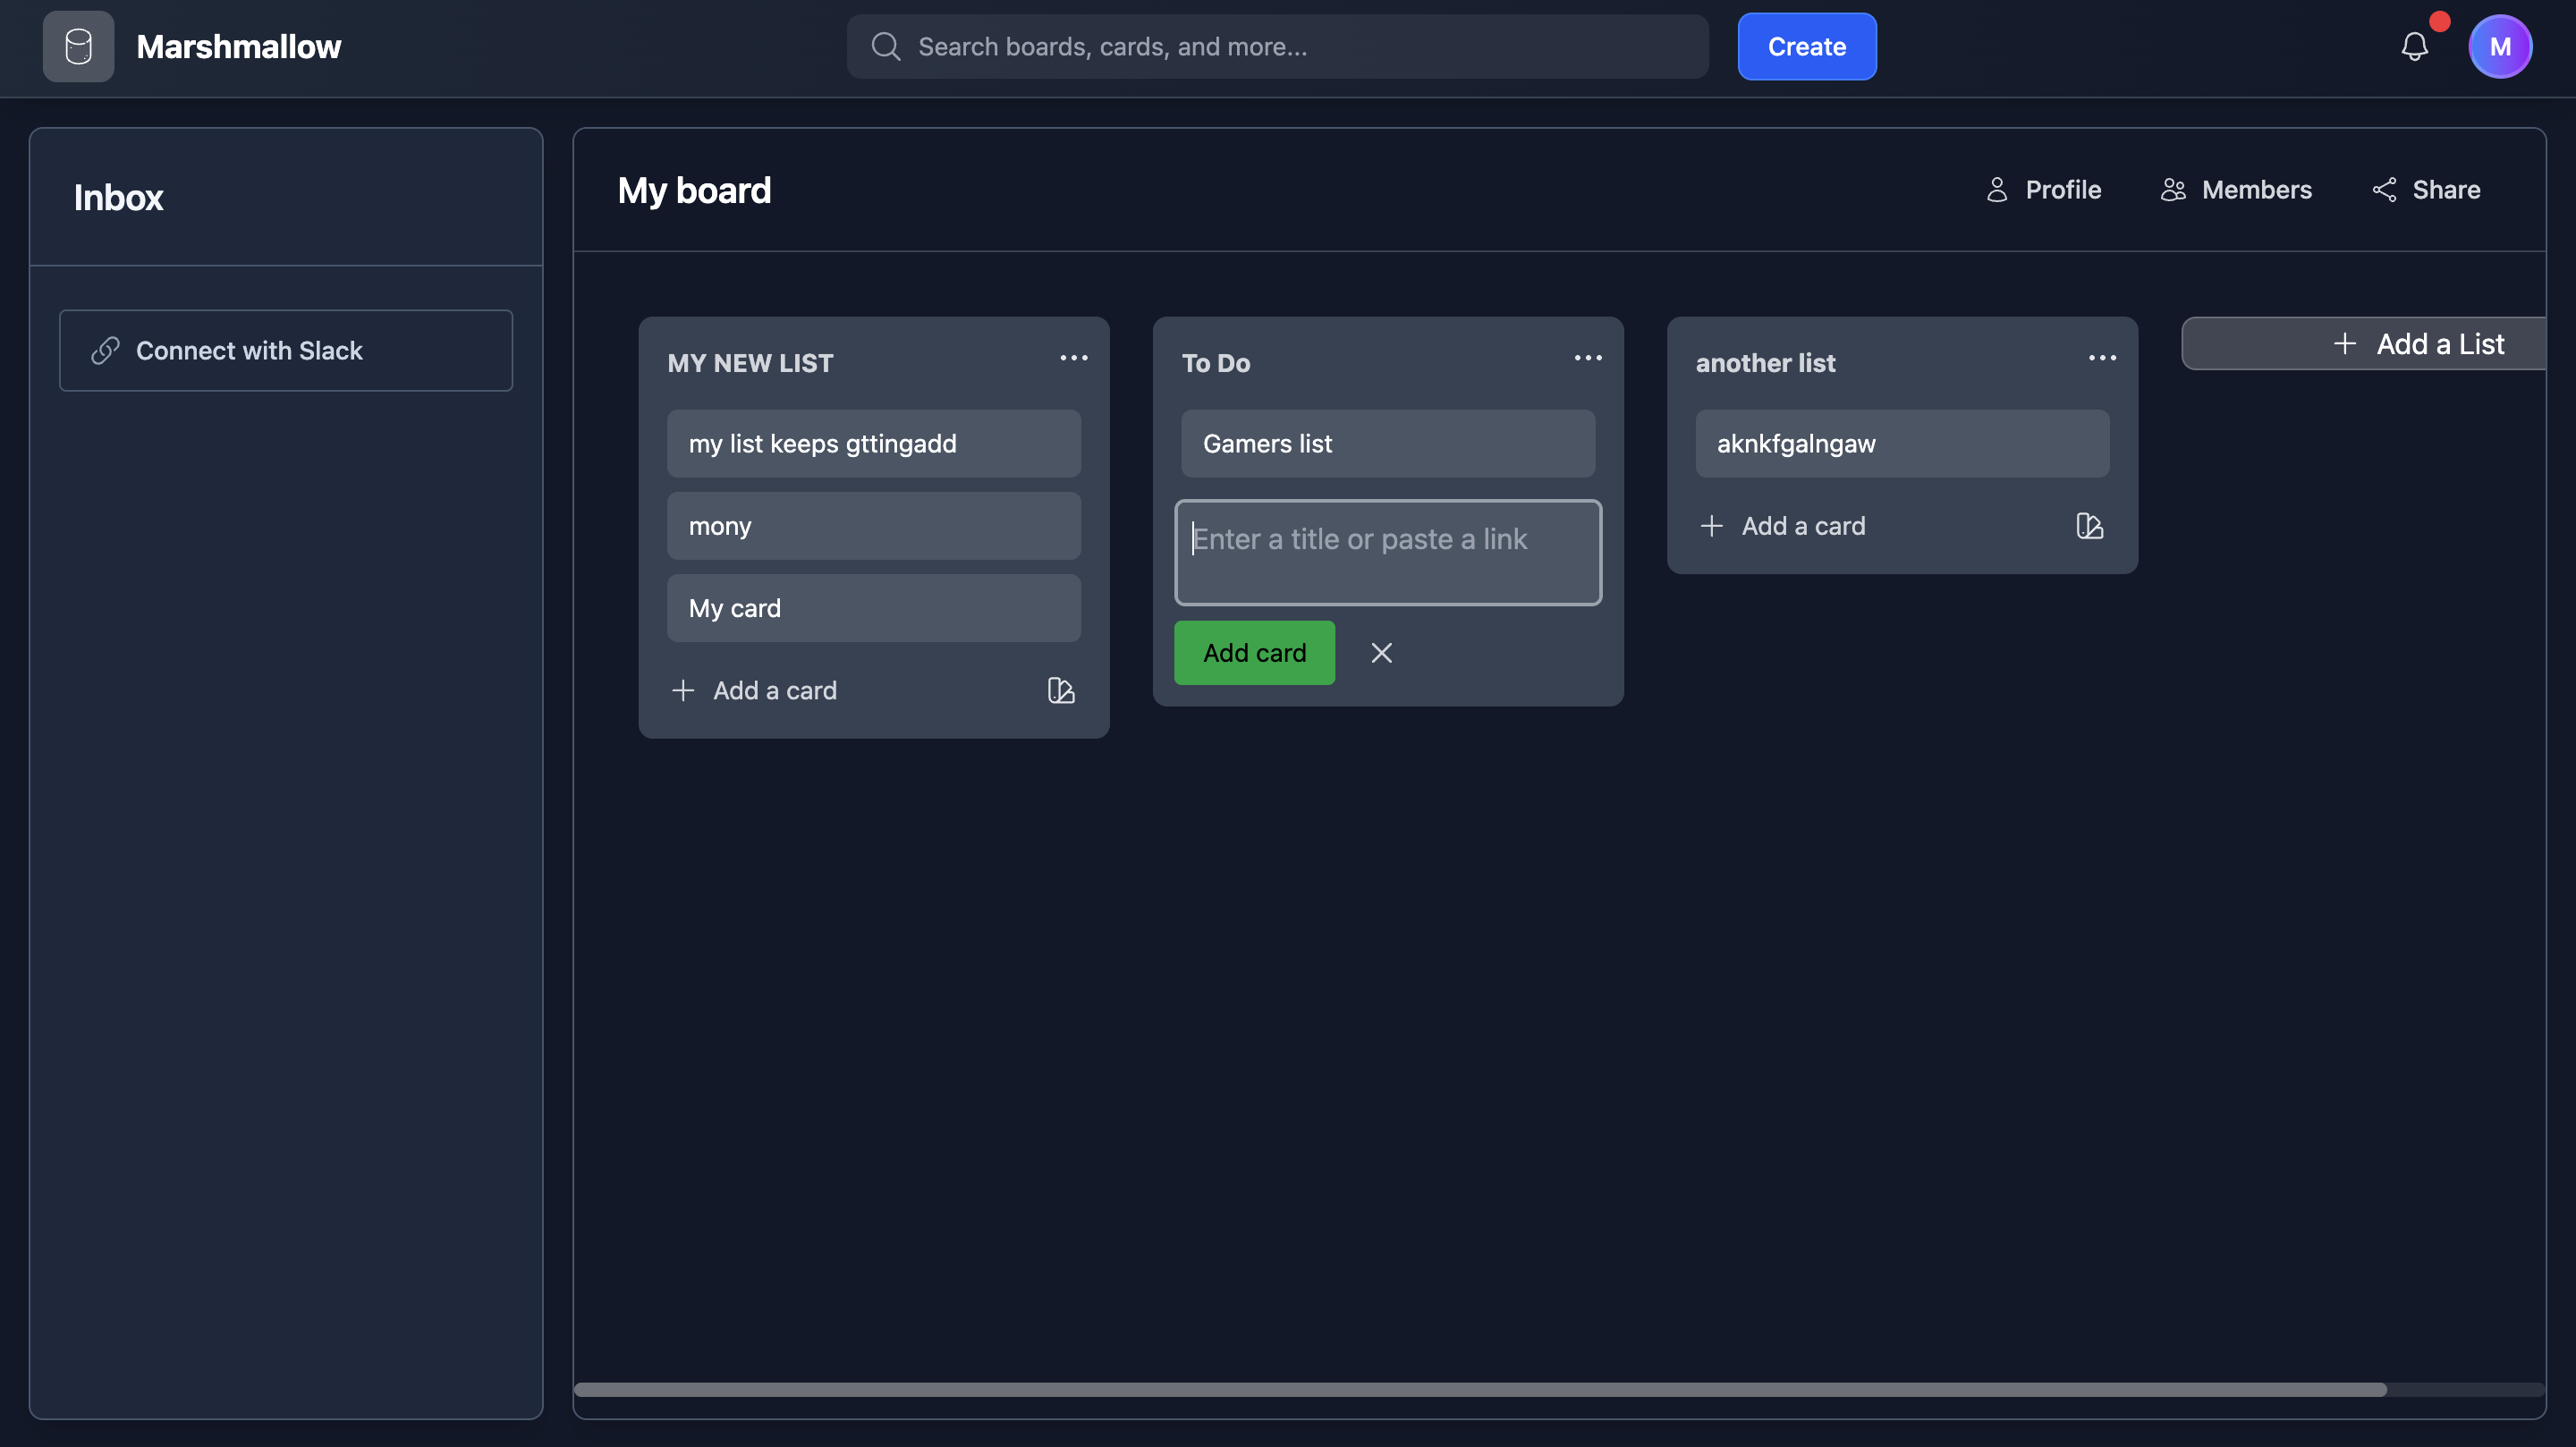 Marshmallow
Search boards, cards, and more...
Create
M
Inbox
Connect with Slack
My board
Profile
Members
Share
MY NEW LIST
my list keeps gttingadd
mony
My card
Add a card
To Do
Gamers list
Enter a title or paste a link
Add card
another list
aknkfgalngaw
Add a card
Add a List